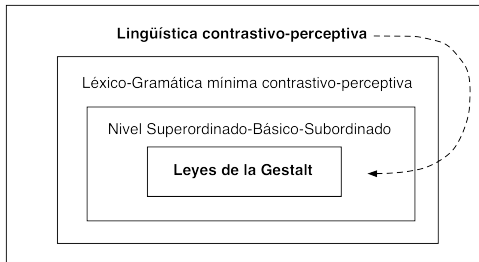 Lingüística contrastivo-perceptiva
Léxico-Gramática mínima contrastivo-perceptiva
Nivel Superordinado-Básico-Subordinado
Leyes de la Gestalt